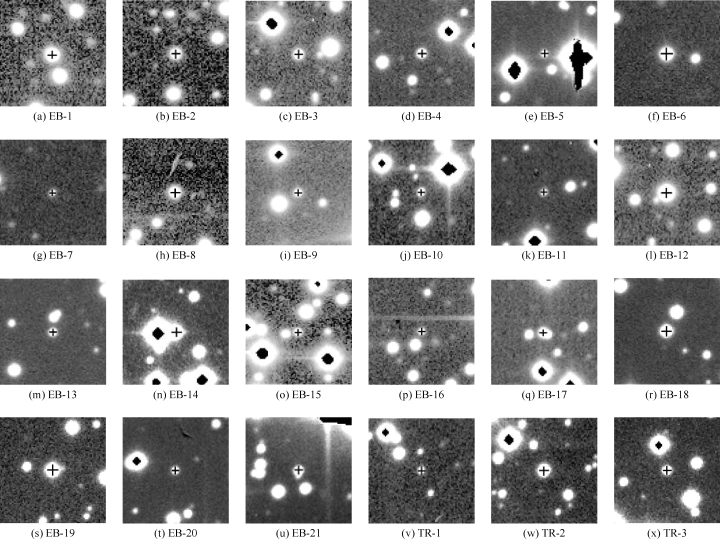 (a) EB-1 (b) EB-2 (c) EB-3 (d) EB-4 (e) EB-5 (f) EB-6
(g) EB-7 (h) EB-8 (i) EB-9 (j) EB-10 (k) EB-11 (l) EB-12
(m) EB-13 (n) EB-14 (o) EB-15 (p) EB-16 (q) EB-17 (r) EB-18
(s) EB-19 (t) EB-20 (u) EB-21 (v) TR-1 (w) TR-2 (x) TR-3